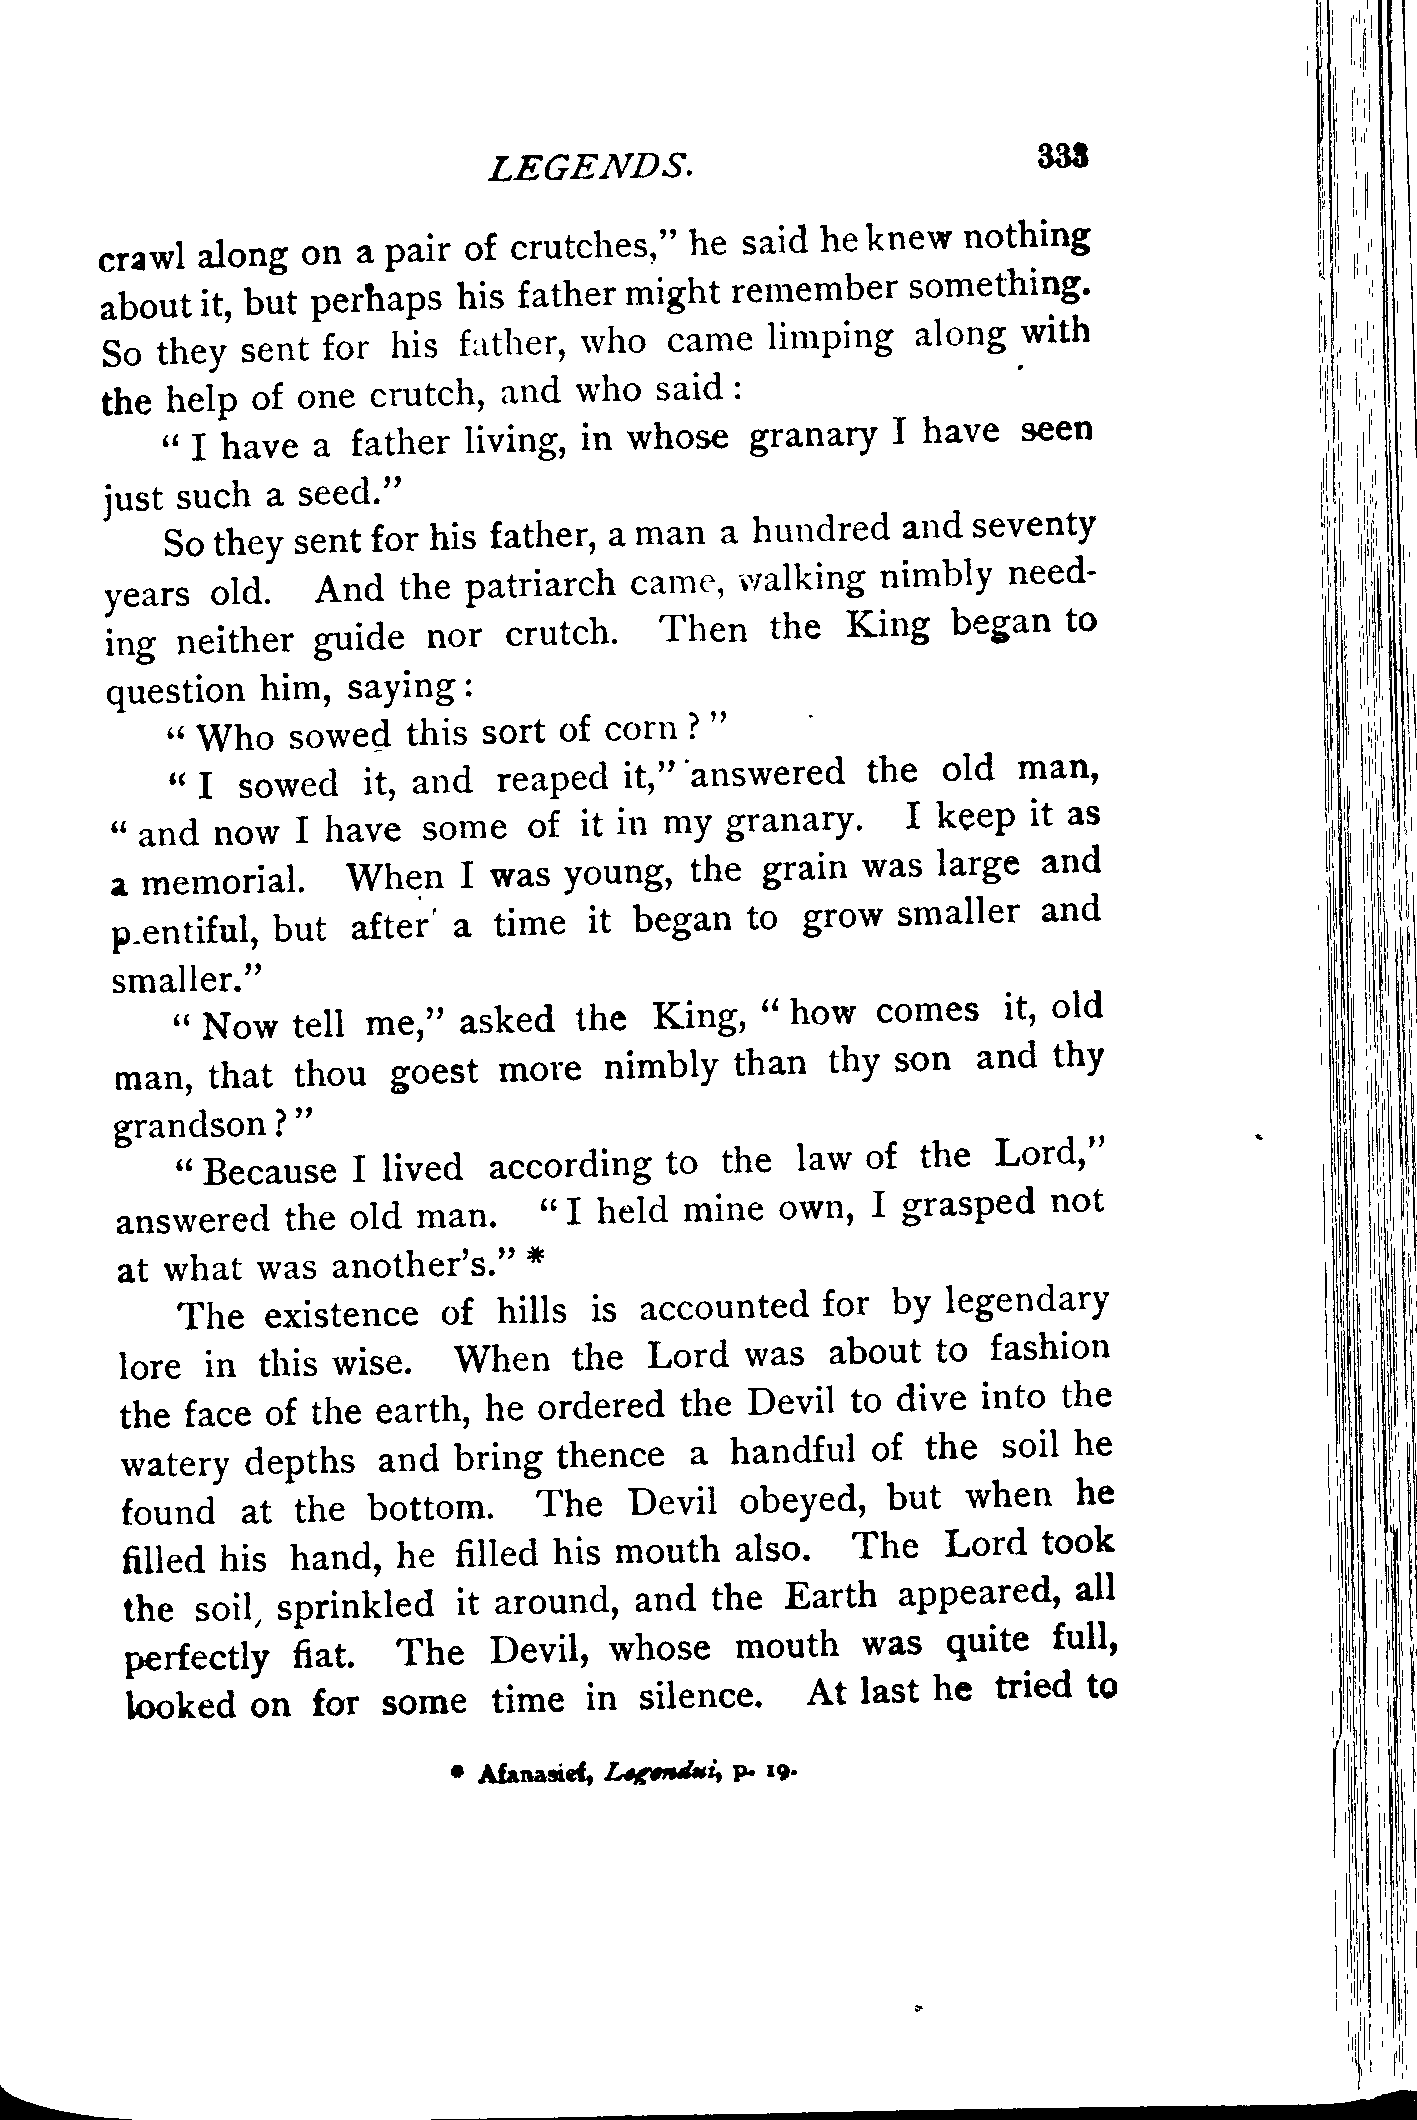 LEGENDS. 333
crawl along on a pair of crutches,” he said he knew nothing
about it, but perhaps his father might remember something.
So they sent for his father, who came limping along with
the help of one crutch, and who said :
“ I have a father living, in whose granary I have seen
just such a seed.”
So they sent for his father, a man a hundred and seventy
years old. And the patriarch came, walking nimbly need-
ing neither guide nor crutch. Then the King began to
question him, saying :
“ Who sowed this sort of corn ? ”
“ I sowed it, and reaped it,” answered the old man,
“ and now I have some of it in my granary. I keep it as
a memorial. When I was young, the grain was large and
plentiful, but after a time it began to grow smaller and
smaller.”
“ Now tell me,” asked the King, “ how comes it, old
man, that thou goest more nimbly than thy son and thy
grandson ? ”
“ Because I lived according to the law of the Lord,”
answered the old man. “ I held mine own, I grasped not
at what was another’s.” *
The existence of hills is accounted for by legendary
lore in this wise. When the Lord was about to fashion
the face of the earth, he ordered the Devil to dive into the
watery depths and bring thence a handful of the soil he
found at the bottom. The Devil obeyed, but when he
filled his hand, he filled his mouth also. The Lord took
the soil, sprinkled it around, and the Earth appeared, all
perfectly flat. The Devil, whose mouth was quite full,
looked on for some time in silence. At last he tried to
* Afanasief, Legendui, p. 19.